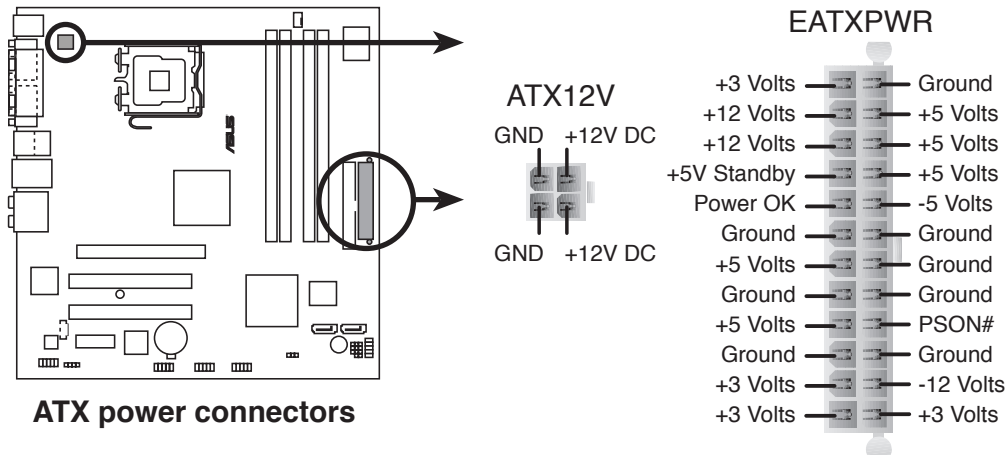 EATXPWR
ATX12V
GND +12V DC
GND +12V DC
+3 Volts Ground
+12 Volts +5 Volts
+12 Volts +5 Volts
+5V Standby +5 Volts
Power OK -5 Volts
Ground Ground
+5 Volts Ground
Ground Ground
+5 Volts PSON#
Ground Ground
+3 Volts -12 Volts
+3 Volts +3 Volts
ASUS
ATX power connectors